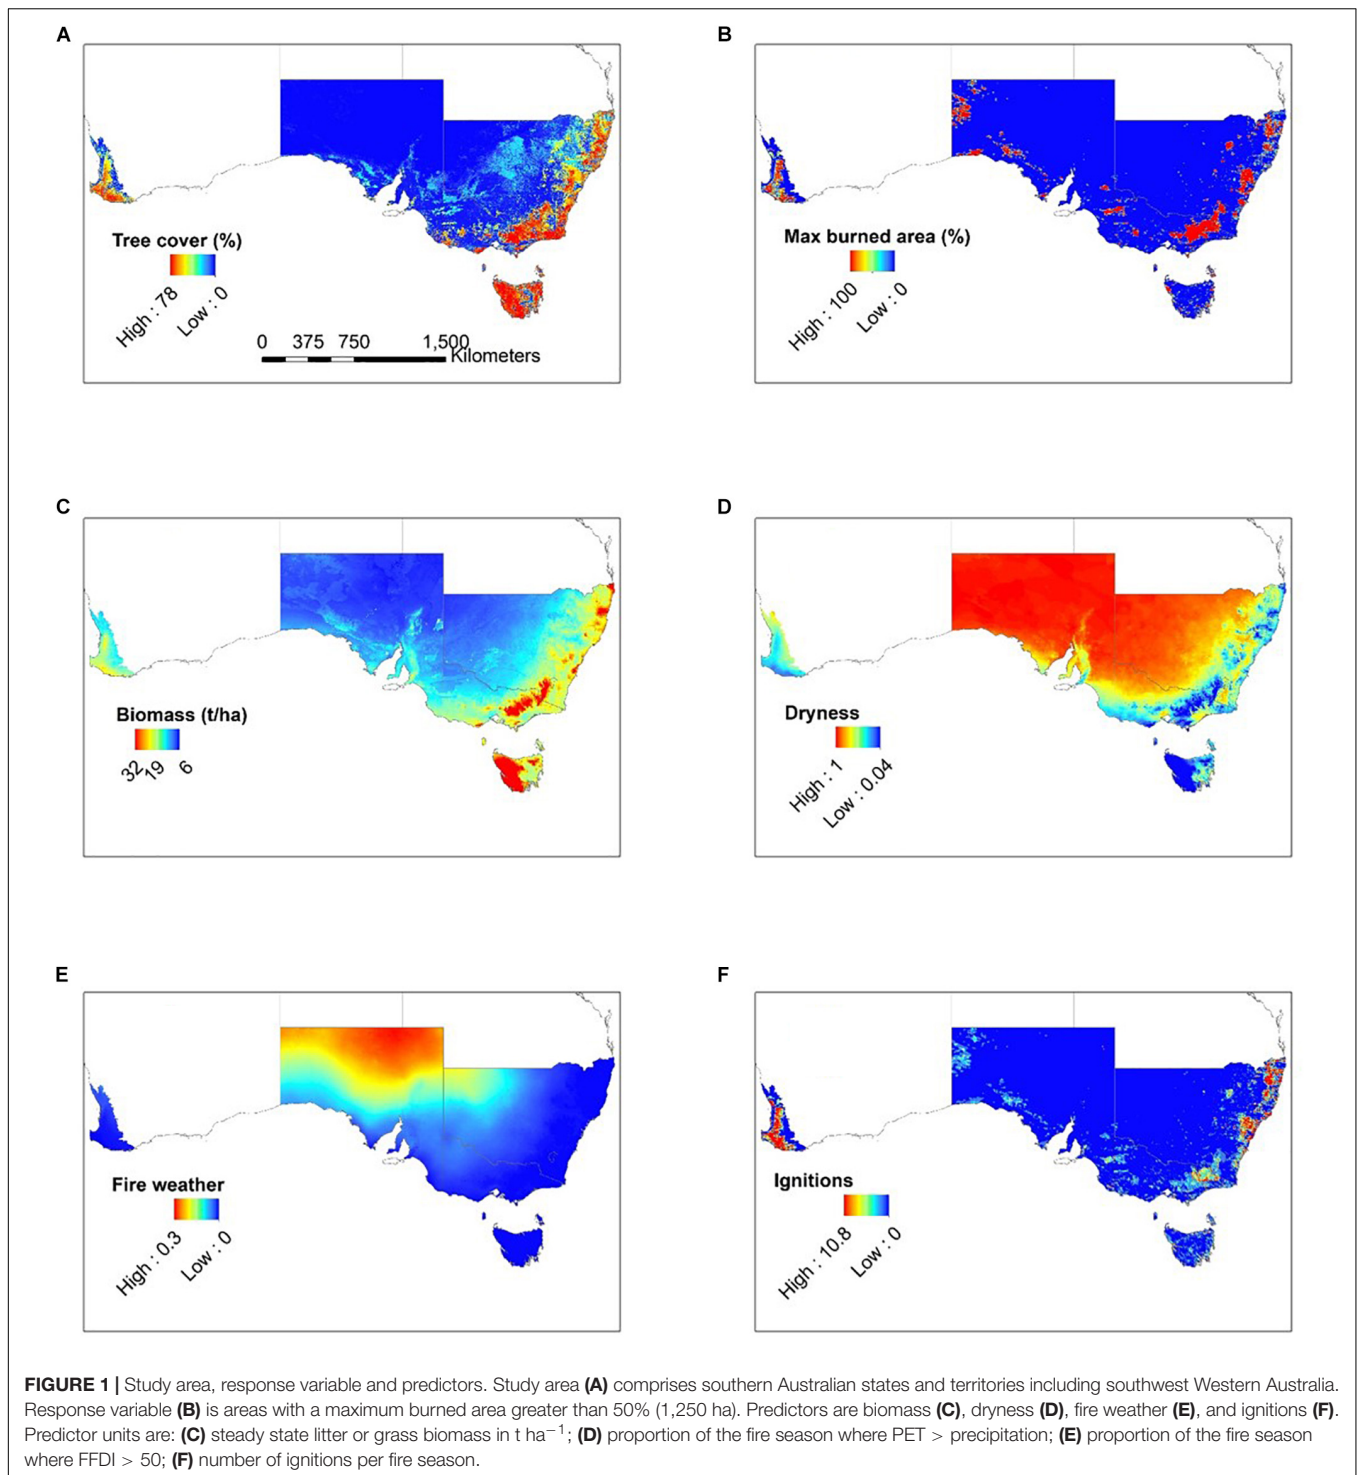 A
Tree cover (%)
High : 78
Low : 0
0 375 750 1,500
Kilometers
B
Max burned area (%)
High : 100
Low : 0
C
Biomass (t/ha)
32 19 6
D
Dryness
High : 1
Low : 0.04
E
Fire weather
High : 0.3
Low : 0
F
Ignitions
High : 10.8
Low : 0
FIGURE 1 | Study area, response variable and predictors. Study area (A) comprises southern Australian states and territories including southwest Western Australia.
Response variable (B) is areas with a maximum burned area greater than 50% (1,250 ha). Predictors are biomass (C), dryness (D), fire weather (E), and ignitions (F).
Predictor units are: (C) steady state litter or grass biomass in t ha⁻¹; (D) proportion of the fire season where PET > precipitation; (E) proportion of the fire season
where FFDI > 50; (F) number of ignitions per fire season.